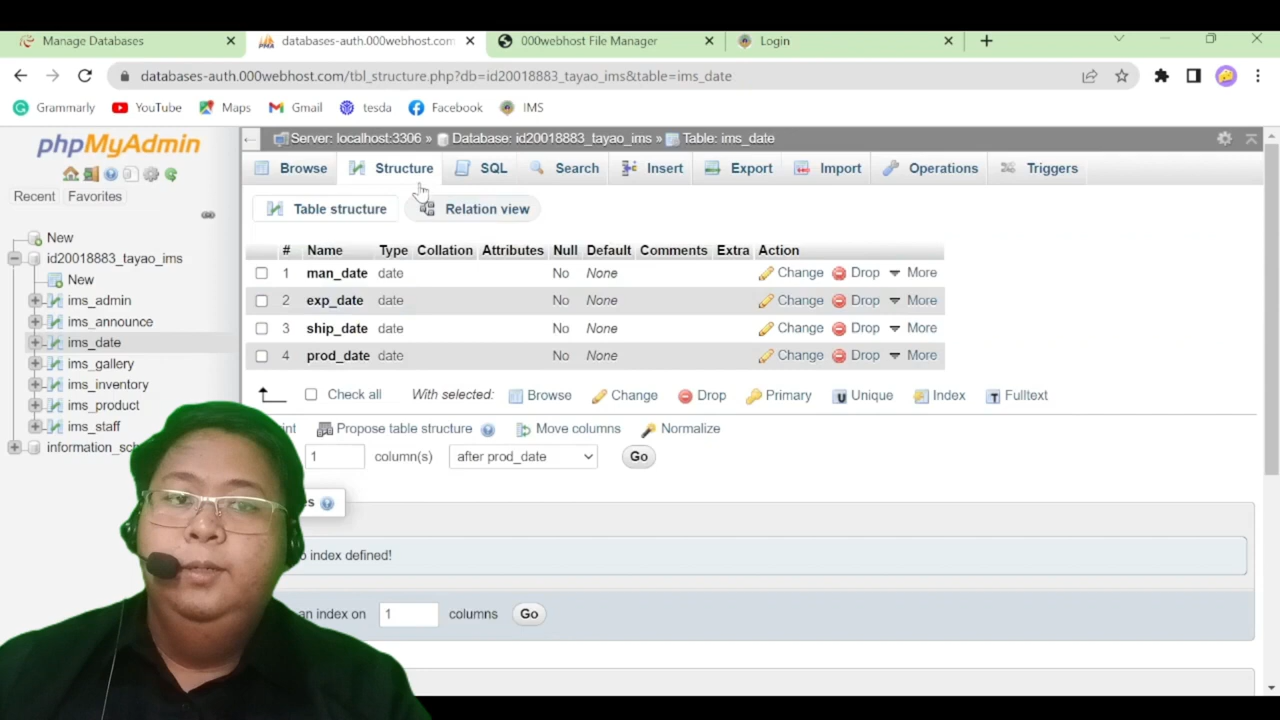 Manage Databases
databases-auth.000webhost.com
000webhost File Manager
Login
databases-auth.000webhost.com/tbl_structure.php?db=id20018883_tayao_ims&table=ims_date
Grammarly YouTube Maps Gmail tesda Facebook IMS
phpMyAdmin
Recent Favorites
New
id20018883_tayao_ims
New
ims_admin
ims_announce
ims_date
ims_gallery
ims_inventory
ims_product
ims_staff
information_sch
Server: localhost:3306 » Database: id20018883_tayao_ims » Table: ims_date
Browse Structure SQL Search Insert Export Import Operations Triggers
Table structure Relation view
# Name Type Collation Attributes Null Default Comments Extra Action
1 man_date date No None Change Drop More
2 exp_date date No None Change Drop More
3 ship_date date No None Change Drop More
4 prod_date date No None Change Drop More
Check all With selected: Browse Change Drop Primary Unique Index Fulltext
Propose table structure Move columns Normalize
1 column(s) after prod_date Go
index defined!
an index on 1 columns Go